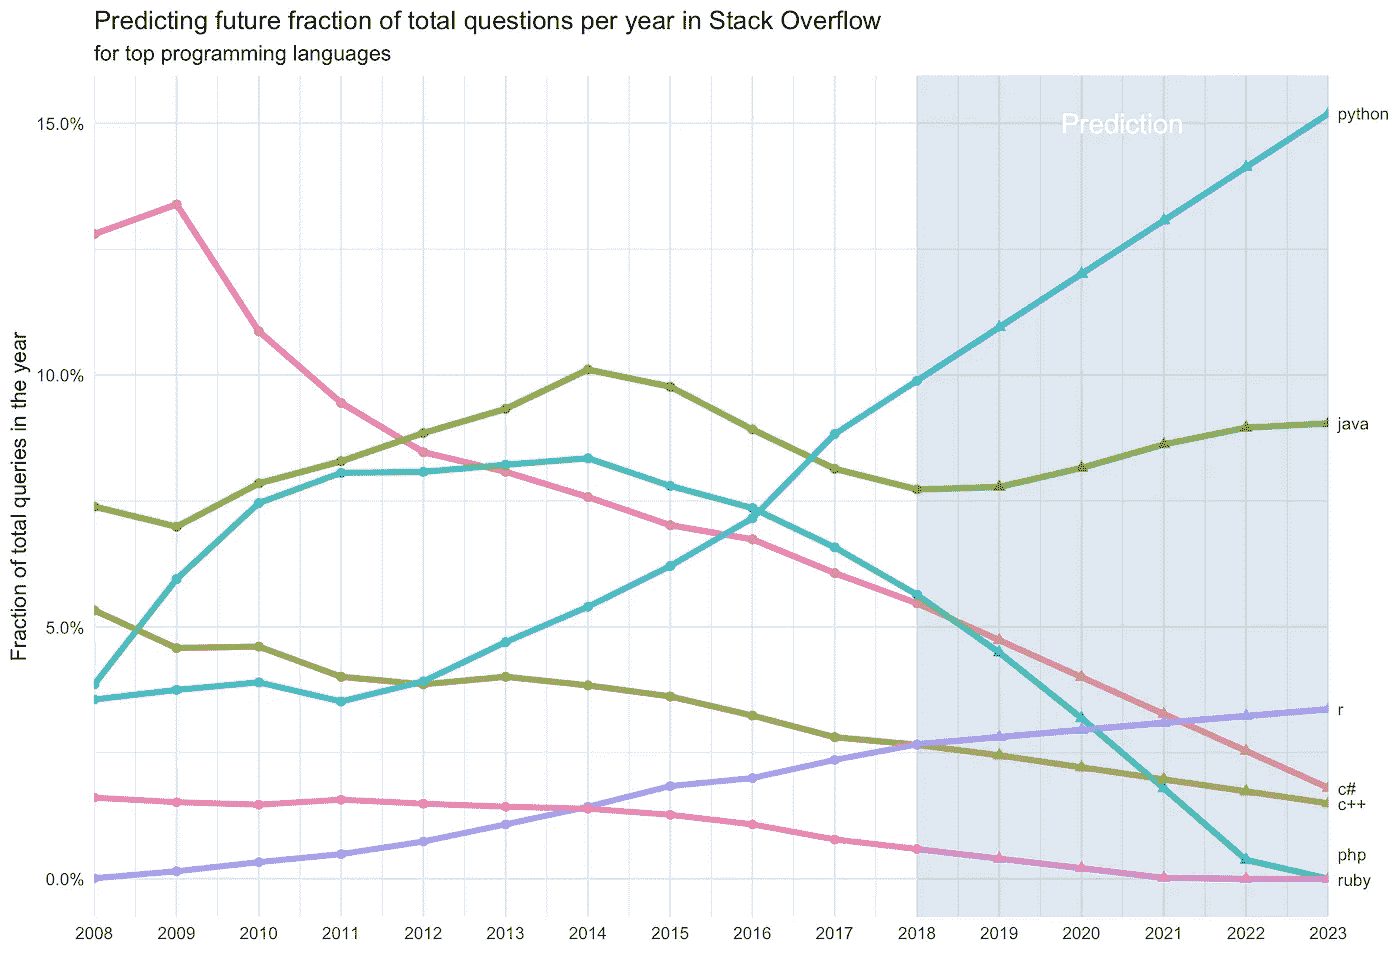 Predicting future fraction of total questions per year in Stack Overflow
for top programming languages
Fraction of total queries in the year
15.0%
10.0%
5.0%
0.0%
Prediction
python
java
r
c#
c++
php
ruby
2008 2009 2010 2011 2012 2013 2014 2015 2016 2017 2018 2019 2020 2021 2022 2023